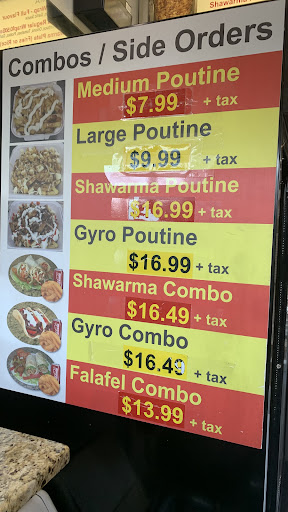 Combos / Side Orders
Medium Poutine
$7.99 + tax
Large Poutine
$9.99 + tax
Shawarma Poutine
$16.99 + tax
Gyro Poutine
$16.99 + tax
Shawarma Combo
$16.49 + tax
Gyro Combo
$16.49 + tax
Falafel Combo
$13.99 + tax